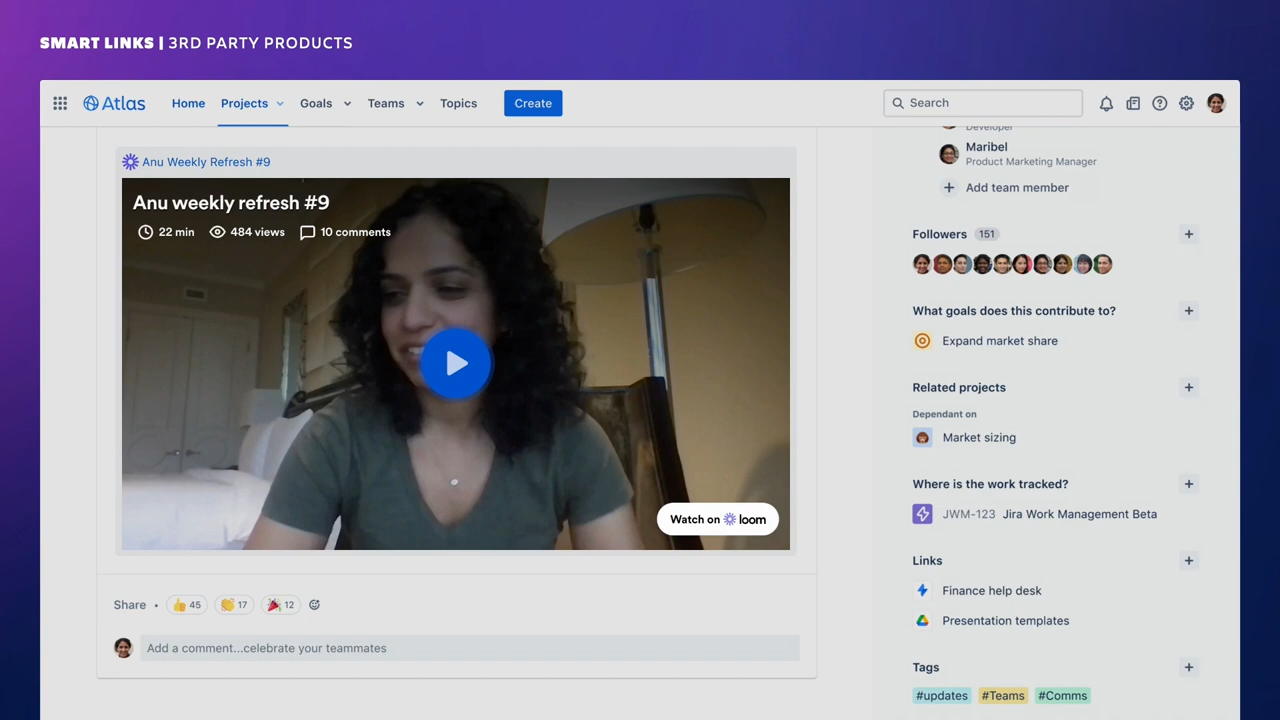 SMART LINKS | 3RD PARTY PRODUCTS
Atlas Home Projects Goals Teams Topics Create Search
Anu Weekly Refresh #9
Anu weekly refresh #9
22 min 484 views 10 comments
Watch on loom
Share • 45 17 12
Add a comment...celebrate your teammates
Developer
Maribel
Product Marketing Manager
+ Add team member
Followers 151 +
What goals does this contribute to? +
Expand market share
Related projects +
Dependant on
Market sizing
Where is the work tracked? +
JWM-123 Jira Work Management Beta
Links +
Finance help desk
Presentation templates
Tags +
#updates #Teams #Comms